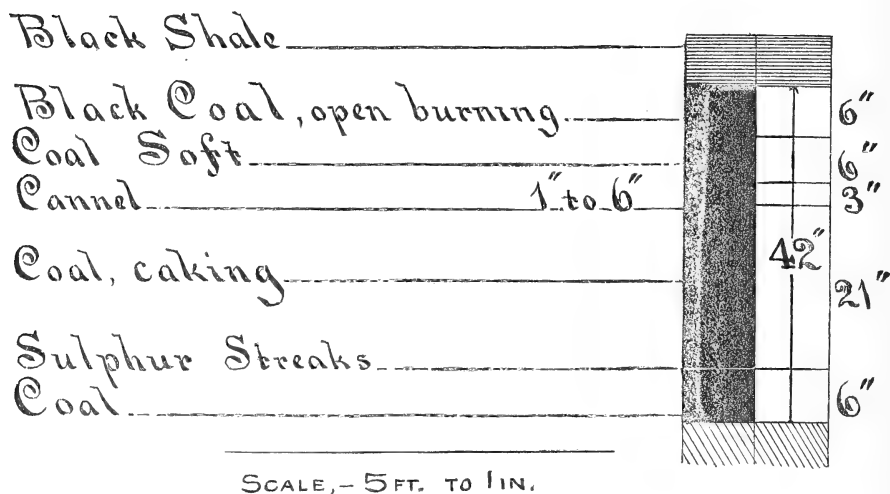 Black Shale
Black Coal, open burning 6"
Coal Soft 6"
Cannel 1" to 6" 3"
42"
Coal, caking 21"
Sulphur Streaks
Coal 6"
SCALE,- 5 FT. TO 1 IN.